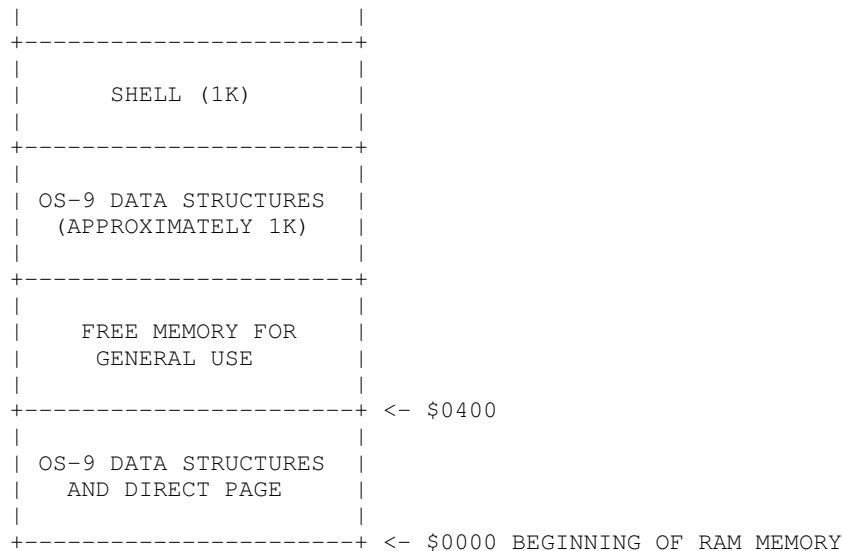 SHELL (1K)
OS-9 DATA STRUCTURES
(APPROXIMATELY 1K)
FREE MEMORY FOR
GENERAL USE
<- $0400
OS-9 DATA STRUCTURES
AND DIRECT PAGE
<- $0000 BEGINNING OF RAM MEMORY